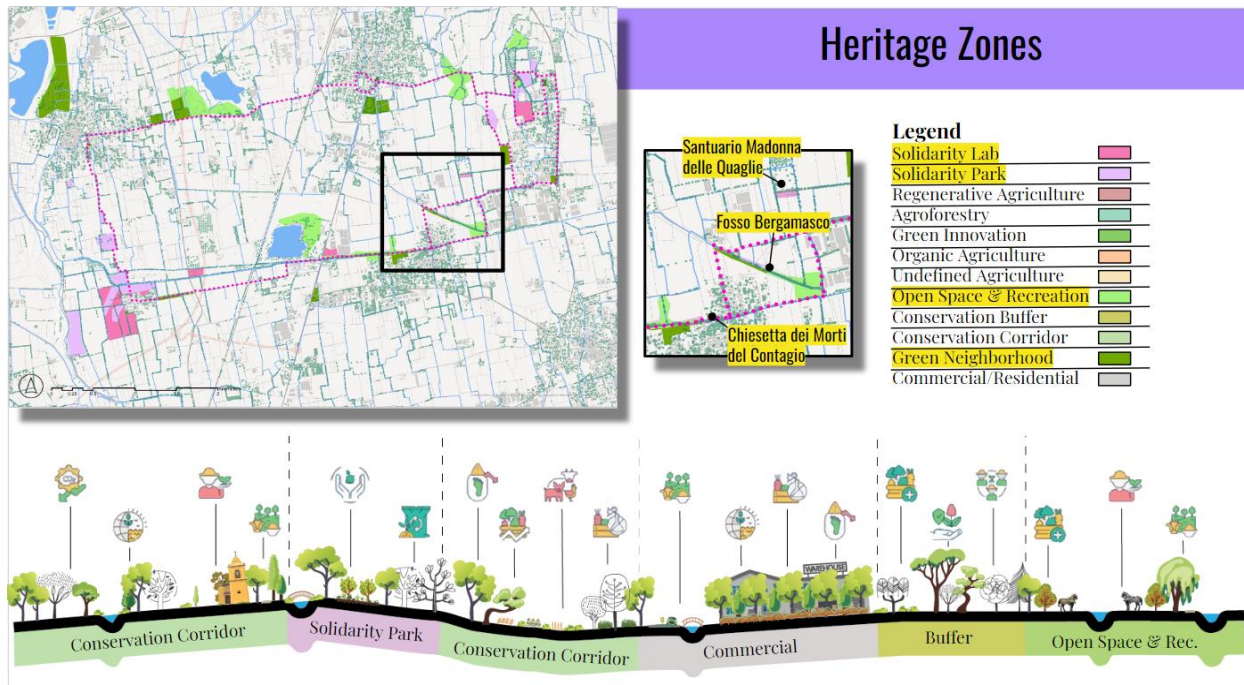 Heritage Zones
Santuario Madonna
delle Quaglie
Fosso Bergamasco
Chiesetta dei Morti
del Contagio
Legend
Solidarity Lab
Solidarity Park
Regenerative Agriculture
Agroforestry
Green Innovation
Organic Agriculture
Undefined Agriculture
Open Space & Recreation
Conservation Buffer
Conservation Corridor
Green Neighborhood
Commercial/Residential
WAREHOUSE
Conservation Corridor
Solidarity Park
Conservation Corridor
Commercial
Buffer
Open Space & Rec.